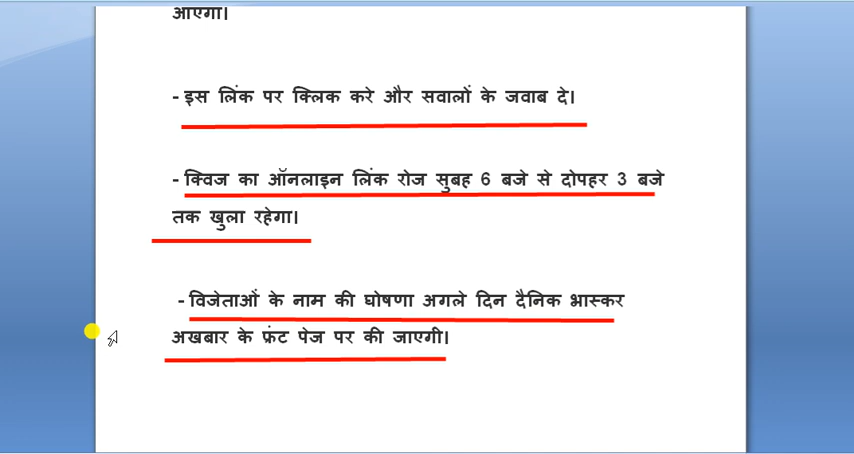 आएगा।
- इस लिंक पर क्लिक करे और सवालों के जवाब दे।
- क्विज का ऑनलाइन लिंक रोज सुबह 6 बजे से दोपहर 3 बजे
तक खुला रहेगा।
- विजेताओं के नाम की घोषणा अगले दिन दैनिक भास्कर
अखबार के फ्रंट पेज पर की जाएगी।